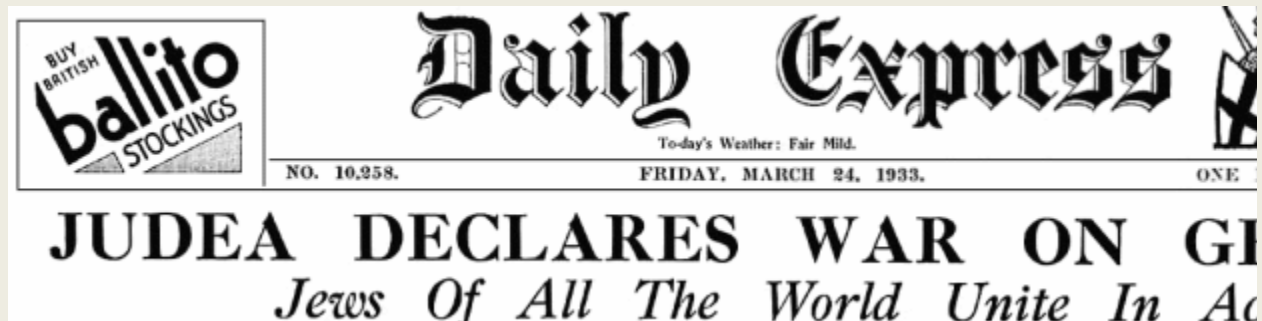 BUY
BRITISH
ballito
STOCKINGS
Daily Express
To-day's Weather: Fair Mild.
NO. 10,258.
FRIDAY, MARCH 24, 1933.
ONE
JUDEA DECLARES WAR ON
Jews Of All The World Unite In